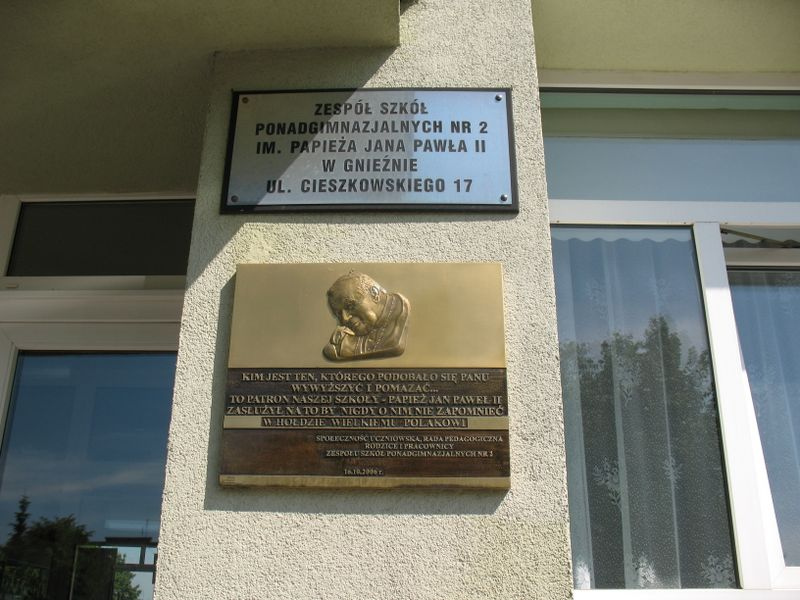 ZESPÓŁ SZKÓŁ
PONADGIMNAZJALNYCH NR 2
IM. PAPIEŻA JANA PAWŁA II
W GNIEŹNIE
UL. CIESZKOWSKIEGO 17
KIM JEST TEN, KTÓREGO PODOBAŁO SIĘ PANU
WYWYŻSZYĆ I POMAZAĆ...
TO PATRON NASZEJ SZKOŁY - PAPIEŻ JAN PAWEŁ II
ZASŁUŻYŁ NA TO BY NIGDY O NIM NIE ZAPOMNIEĆ
W HOŁDZIE WIELKIEMU POLAKOWI
SPOŁECZNOŚĆ UCZNIOWSKA, RADA PEDAGOGICZNA
RODZICE I PRACOWNICY
ZESPOŁU SZKÓŁ PONADGIMNAZJALNYCH NR 2
16.10.2006 r.